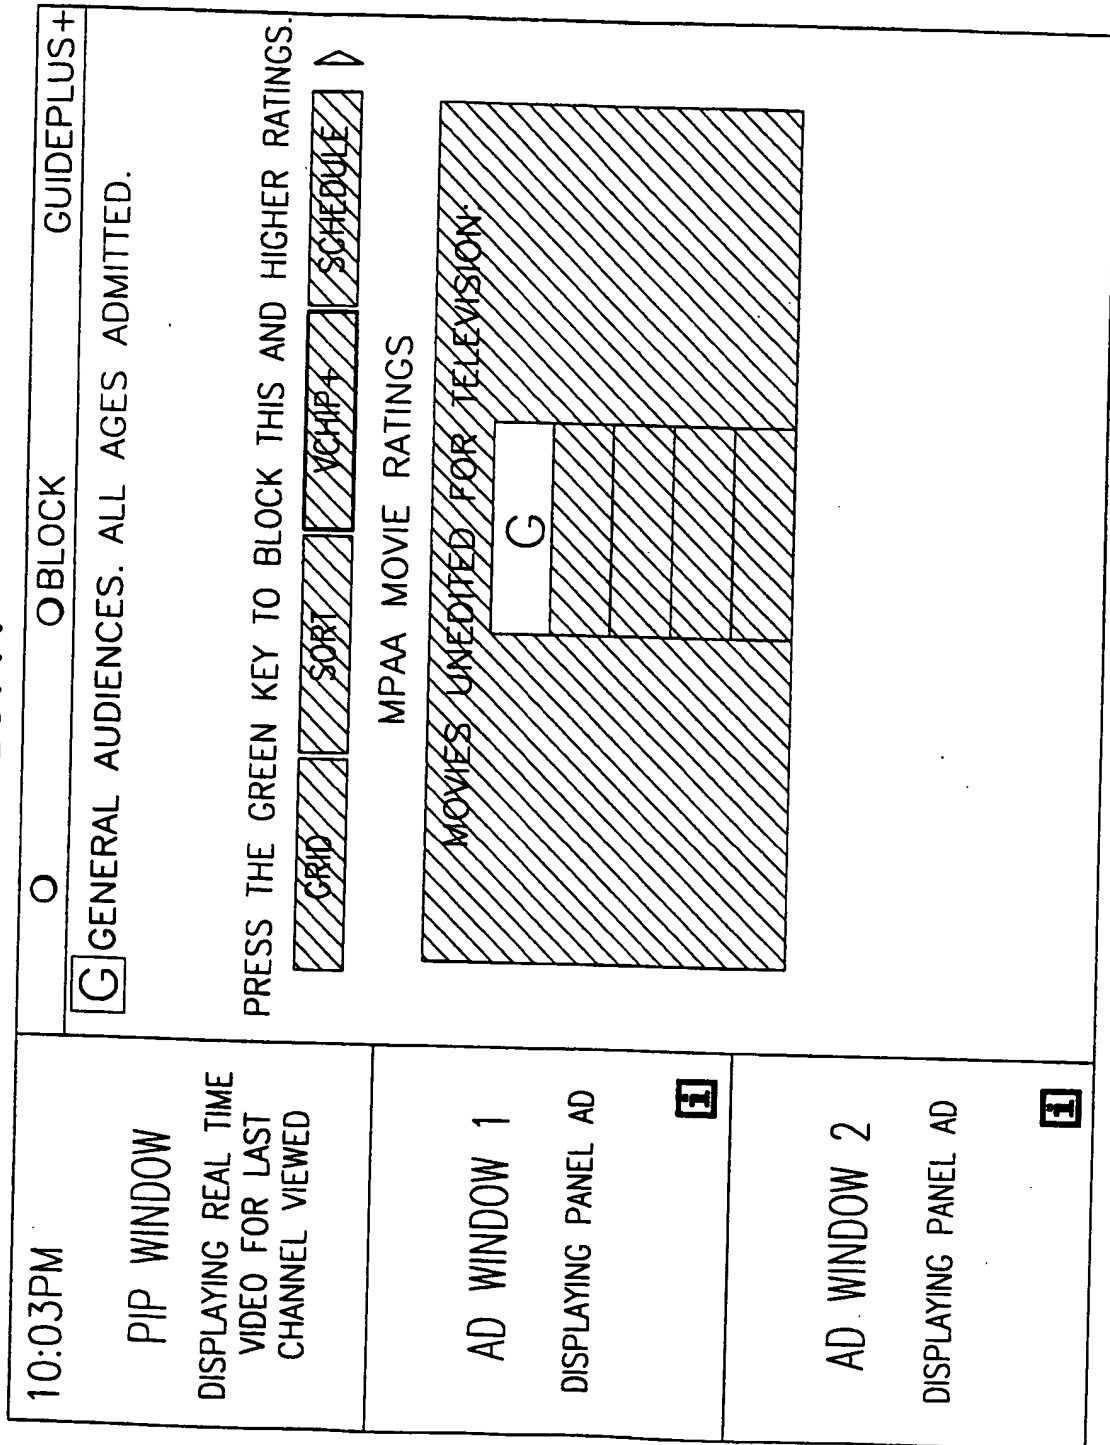 10:03PM
BLOCK
GUIDEPLUS+
PIP WINDOW
DISPLAYING REAL TIME
VIDEO FOR LAST
CHANNEL VIEWED
AD WINDOW 1
DISPLAYING PANEL AD
i
AD WINDOW 2
DISPLAYING PANEL AD
i
G GENERAL AUDIENCES. ALL AGES ADMITTED.
PRESS THE GREEN KEY TO BLOCK THIS AND HIGHER RATINGS.
GRID SORT VCHIP+ SCHEDULE
MPAA MOVIE RATINGS
MOVIES UNEDITED FOR TELEVISION:
G